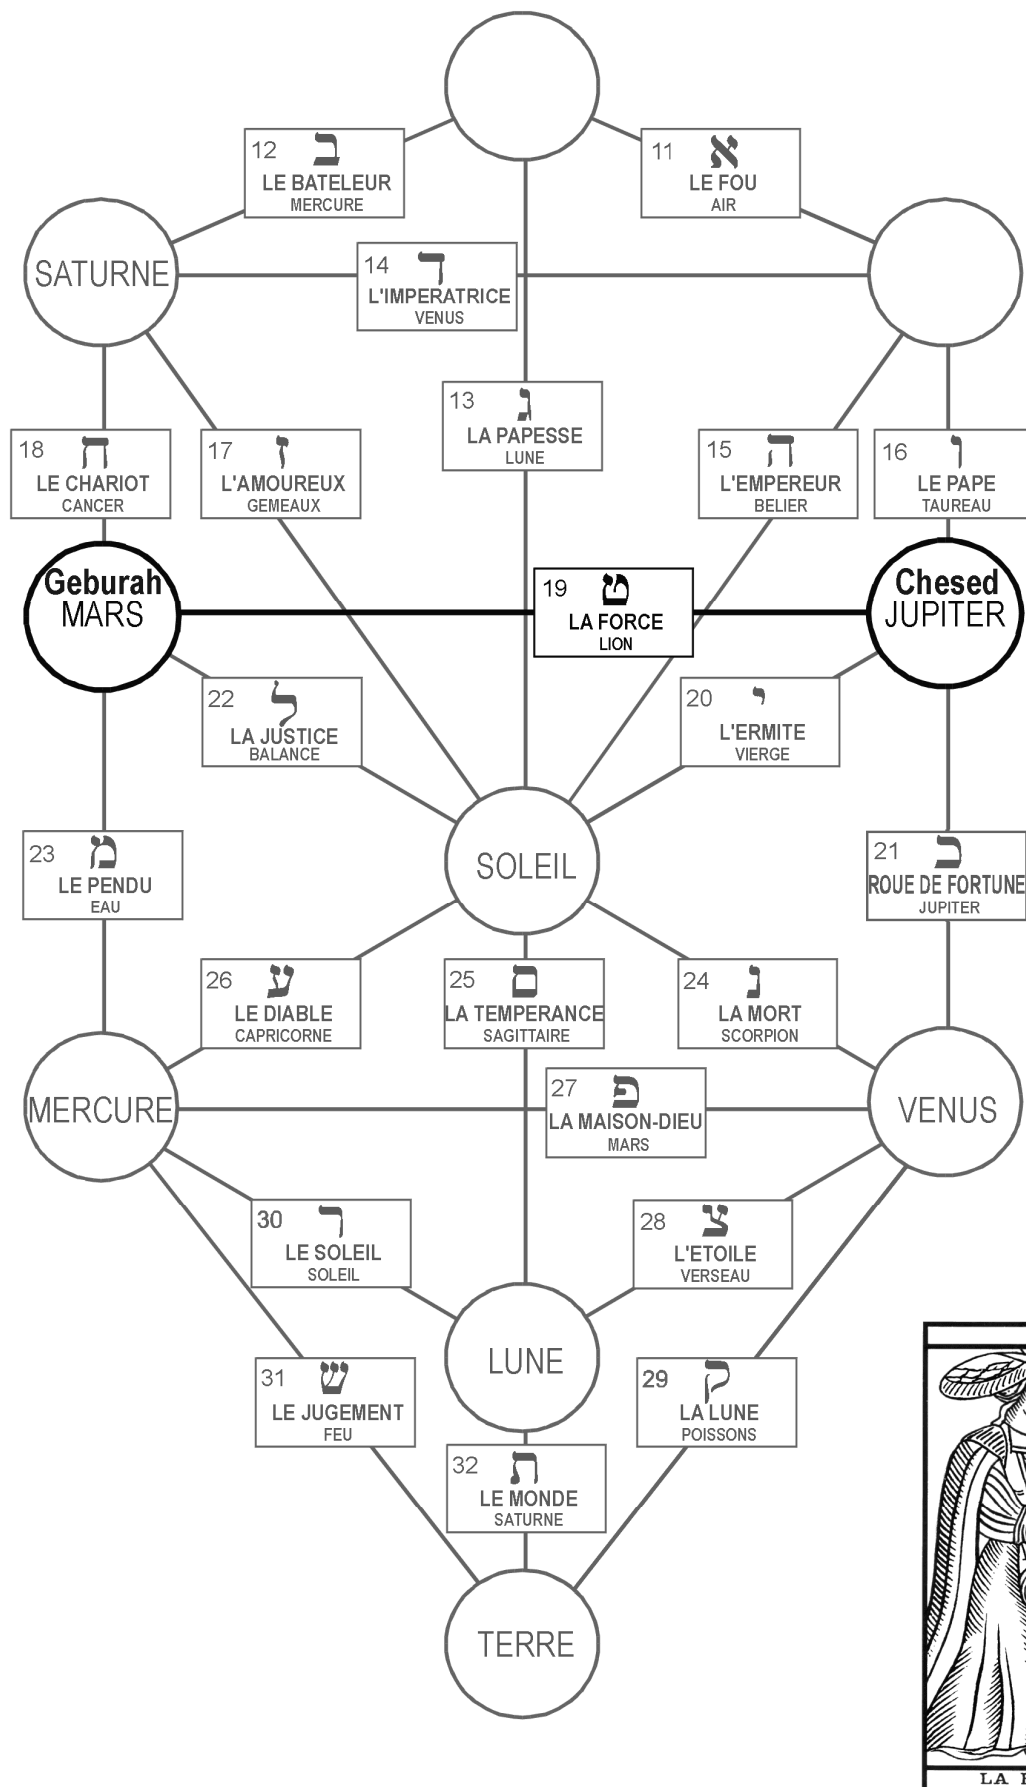 12 ב
LE BATELEUR
MERCURE
11 א
LE FOU
AIR
SATURNE
14 ד
L'IMPERATRICE
VENUS
13 ג
LA PAPESSE
LUNE
18 ח
LE CHARIOT
CANCER
17 ז
L'AMOUREUX
GEMEAUX
15 ה
L'EMPEREUR
BELIER
16 ו
LE PAPE
TAUREAU
Geburah
MARS
19 ט
LA FORCE
LION
Chesed
JUPITER
22 ל
LA JUSTICE
BALANCE
20 י
L'ERMITE
VIERGE
23 מ
LE PENDU
EAU
SOLEIL
21 כ
ROUE DE FORTUNE
JUPITER
26 ע
LE DIABLE
CAPRICORNE
25 ם
LA TEMPERANCE
SAGITTAIRE
24 נ
LA MORT
SCORPION
MERCURE
27 פ
LA MAISON-DIEU
MARS
VENUS
30 ר
LE SOLEIL
SOLEIL
28 צ
L'ETOILE
VERSEAU
LUNE
31 ש
LE JUGEMENT
FEU
29 ק
LA LUNE
POISSONS
32 ת
LE MONDE
SATURNE
TERRE
LA